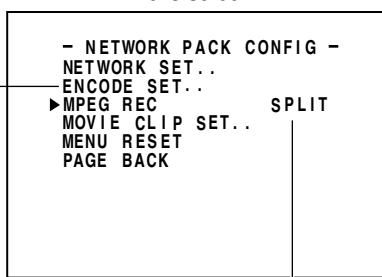 – NETWORK PACK CONFIG –
NETWORK SET..
ENCODE SET..
▶MPEG REC SPLIT
MOVIE CLIP SET..
MENU RESET
PAGE BACK